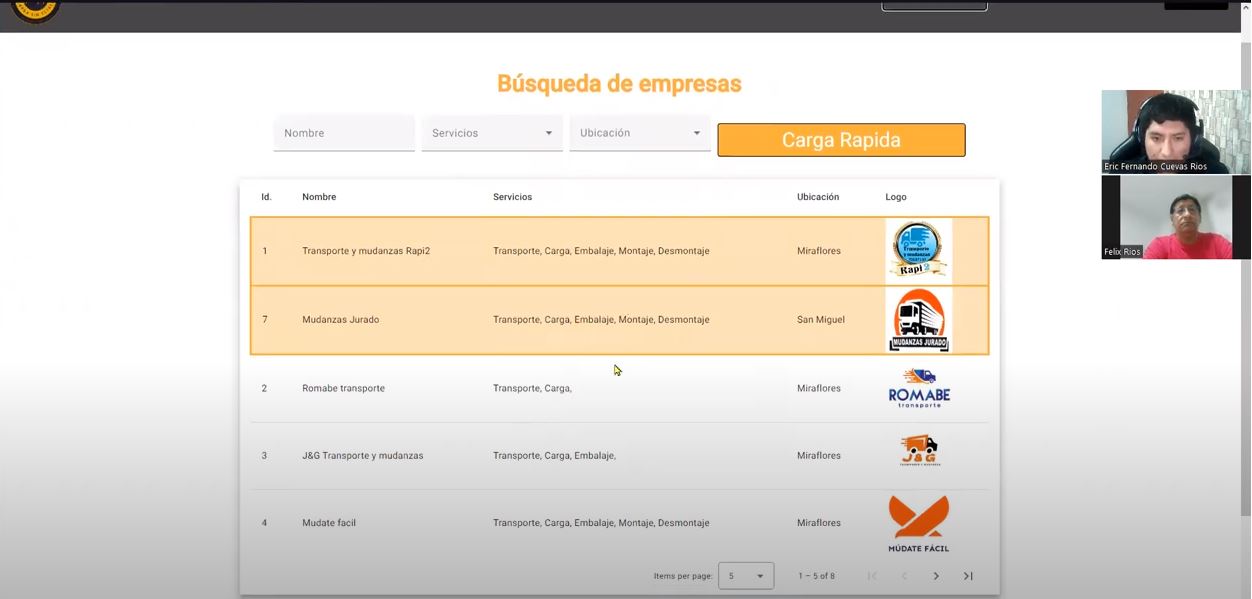 Búsqueda de empresas
Nombre Servicios Ubicación Carga Rapida
Eric Fernando Cuevas Rios
Felix Rios
Id. Nombre Servicios Ubicación Logo
1 Transporte y mudanzas Rapi2 Transporte, Carga, Embalaje, Montaje, Desmontaje Miraflores
Transporte
y mudanzas
Rapi2
7 Mudanzas Jurado Transporte, Carga, Embalaje, Montaje, Desmontaje San Miguel
MUDANZAS JURADO
2 Romabe transporte Transporte, Carga, Miraflores
ROMABE
transporte
3 J&G Transporte y mudanzas Transporte, Carga, Embalaje, Miraflores
J&G
4 Mudate facil Transporte, Carga, Embalaje, Montaje, Desmontaje Miraflores
MÚDATE FÁCIL
Items per page: 5 1 – 5 of 8